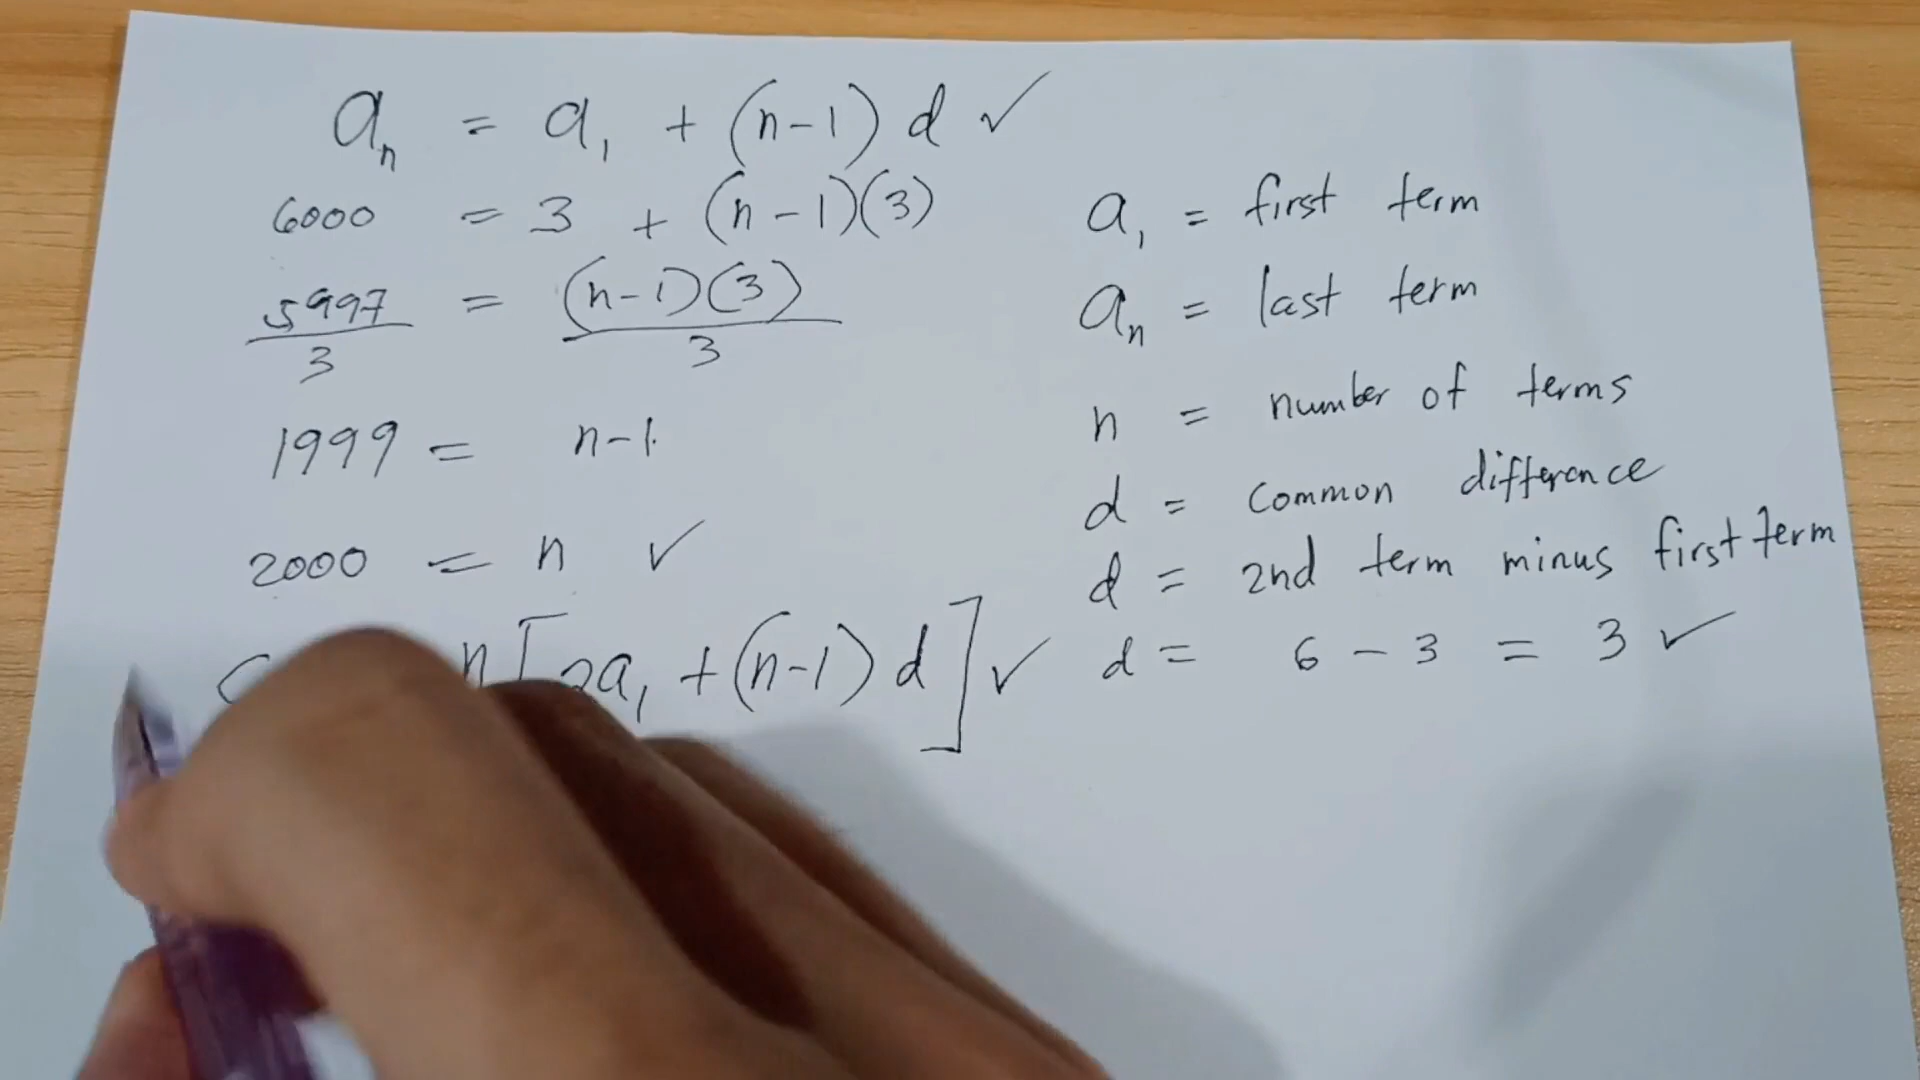 aₙ = a₁ + (n-1) d ✓
6000 = 3 + (n-1)(3)
5997 = (n-1)(3)
3 3
1999 = n-1
2000 = n ✓
n [2a₁ + (n-1) d] ✓
a₁ = first term
aₙ = last term
n = number of terms
d = common difference
d = 2nd term minus first term
d = 6 - 3 = 3 ✓